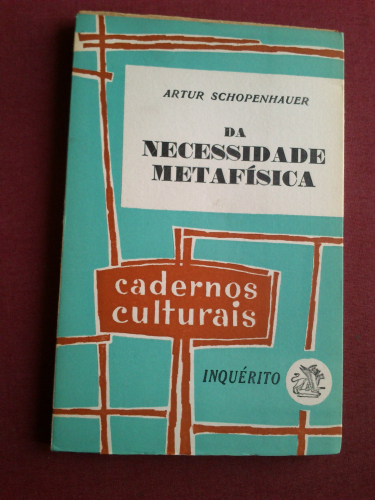 ARTUR SCHOPENHAUER
DA
NECESSIDADE
METAFÍSICA
cadernos
culturais
INQUÉRITO